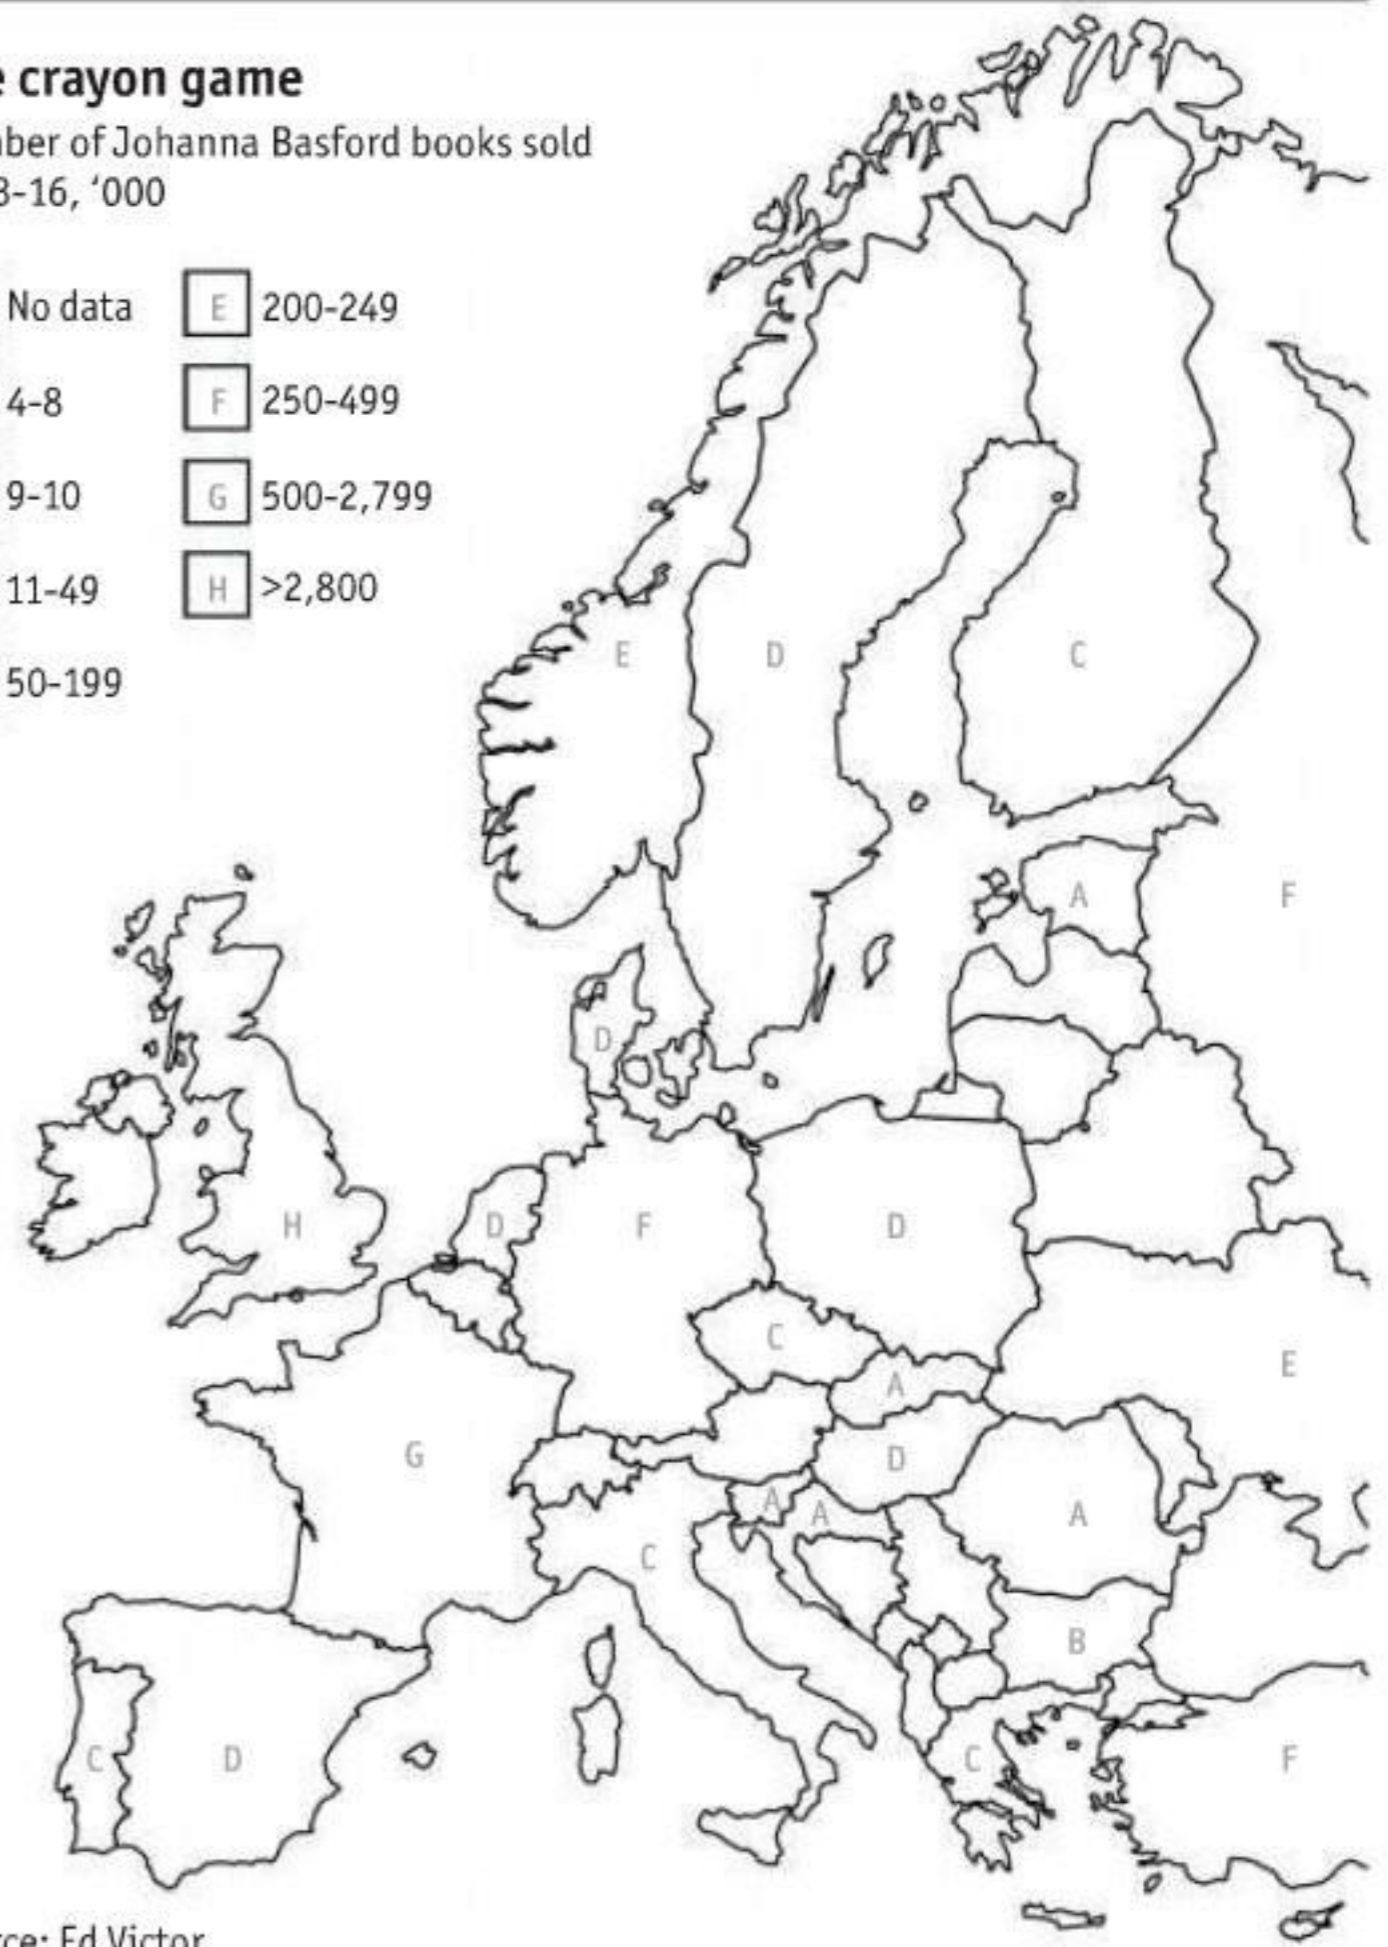 e crayon game
ber of Johanna Basford books sold
3-16, ‘000
No data
E 200-249
4-8
F 250-499
9-10
G 500-2,799
11-49
H >2,800
50-199
E D C
A F
D
H D F D
C E
A
G D
A A A
C
B
C D C F
rce: Ed Victor